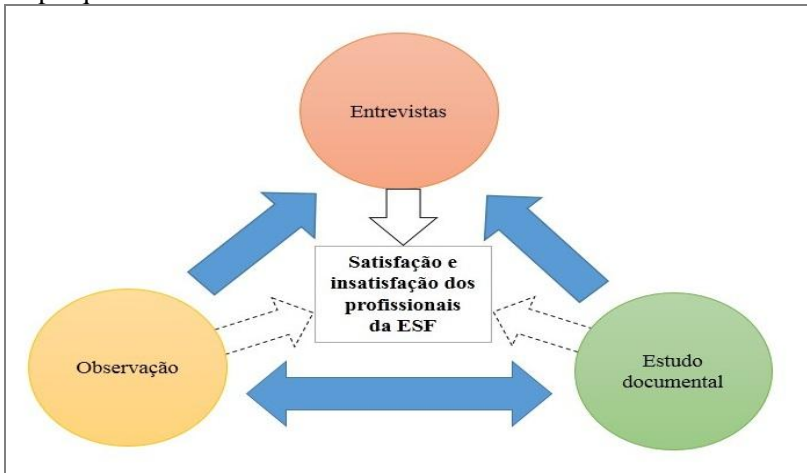 Entrevistas
Satisfação e
insatisfação dos
profissionais
da ESF
Observação
Estudo
documental